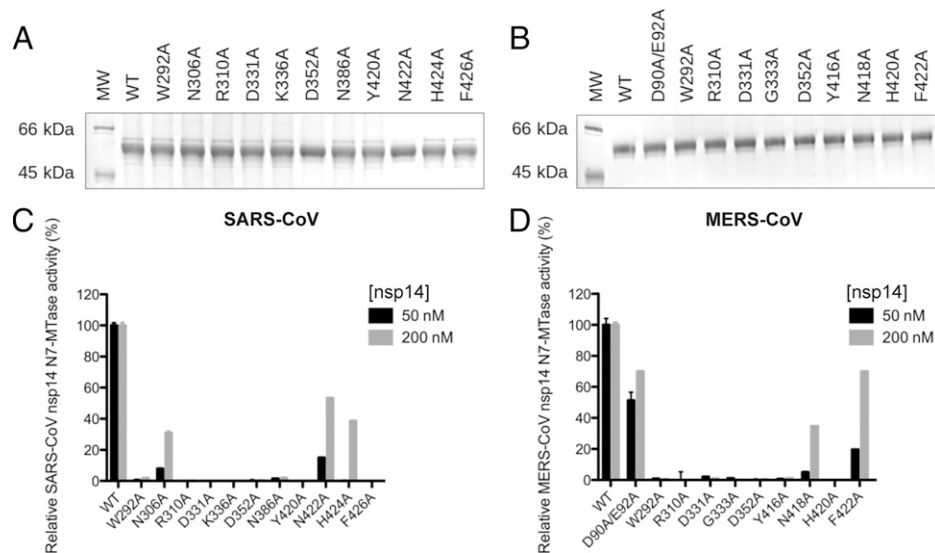 A
MW
WT
W292A
N306A
R310A
D331A
K336A
D352A
N386A
Y420A
N422A
H424A
F426A
66 kDa
45 kDa
B
MW
WT
D90A/E92A
W292A
R310A
D331A
G333A
D352A
Y416A
N418A
H420A
F422A
66 kDa
45 kDa
C
SARS-CoV
Relative SARS-CoV nsp14 N7-MTase activity (%)
[nsp14]
50 nM
200 nM
120
100
80
60
40
20
0
WT
W292A
N306A
R310A
D331A
K336A
D352A
N386A
Y420A
N422A
H424A
F426A
D
MERS-CoV
Relative MERS-CoV nsp14 N7-MTase activity (%)
[nsp14]
50 nM
200 nM
120
100
80
60
40
20
0
WT
D90A/E92A
W292A
R310A
D331A
G333A
D352A
Y416A
N418A
H420A
F422A